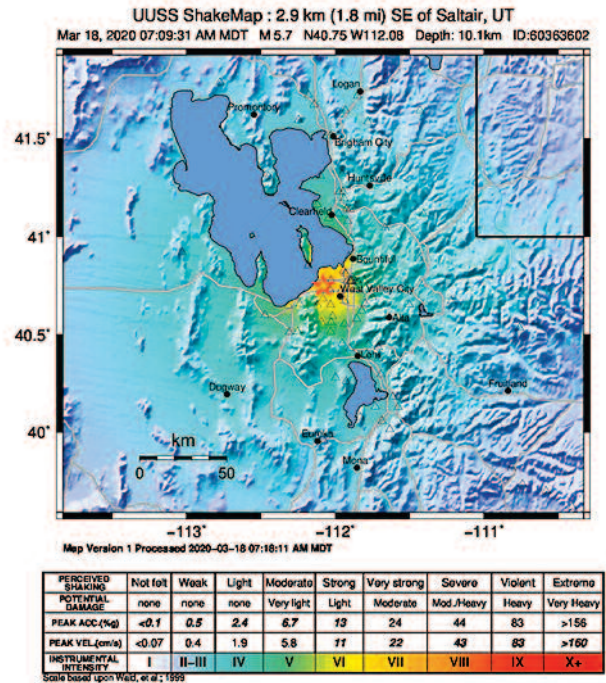 UUSS ShakeMap : 2.9 km (1.8 mi) SE of Saltair, UT
Mar 18, 2020 07:09:31 AM MDT M 5.7 N40.75 W112.08 Depth: 10.1km ID:60363602
Logan
Promontory
41.5˚
Brigham City
Huntsville
Clearfield
41˚
Bountiful
West Valley City
40.5˚
Alta
Lehi
Dugway
Fruitland
40˚
Eureka
km
0 50
Mona
-113˚ -112˚ -111˚
Map Version 1 Processed 2020-03-18 07:18:11 AM MDT
PERCEIVED SHAKING Not felt Weak Light Moderate Strong Very strong Severe Violent Extreme
POTENTIAL DAMAGE none none none Very light Light Moderate Mod./Heavy Heavy Very Heavy
PEAK ACC.(%g) <0.1 0.5 2.4 6.7 13 24 44 83 >156
PEAK VEL.(cm/s) <0.07 0.4 1.9 5.8 11 22 43 83 >160
INSTRUMENTAL INTENSITY I II-III IV V VI VII VIII IX X+
Scale based upon Wald, et al.; 1999